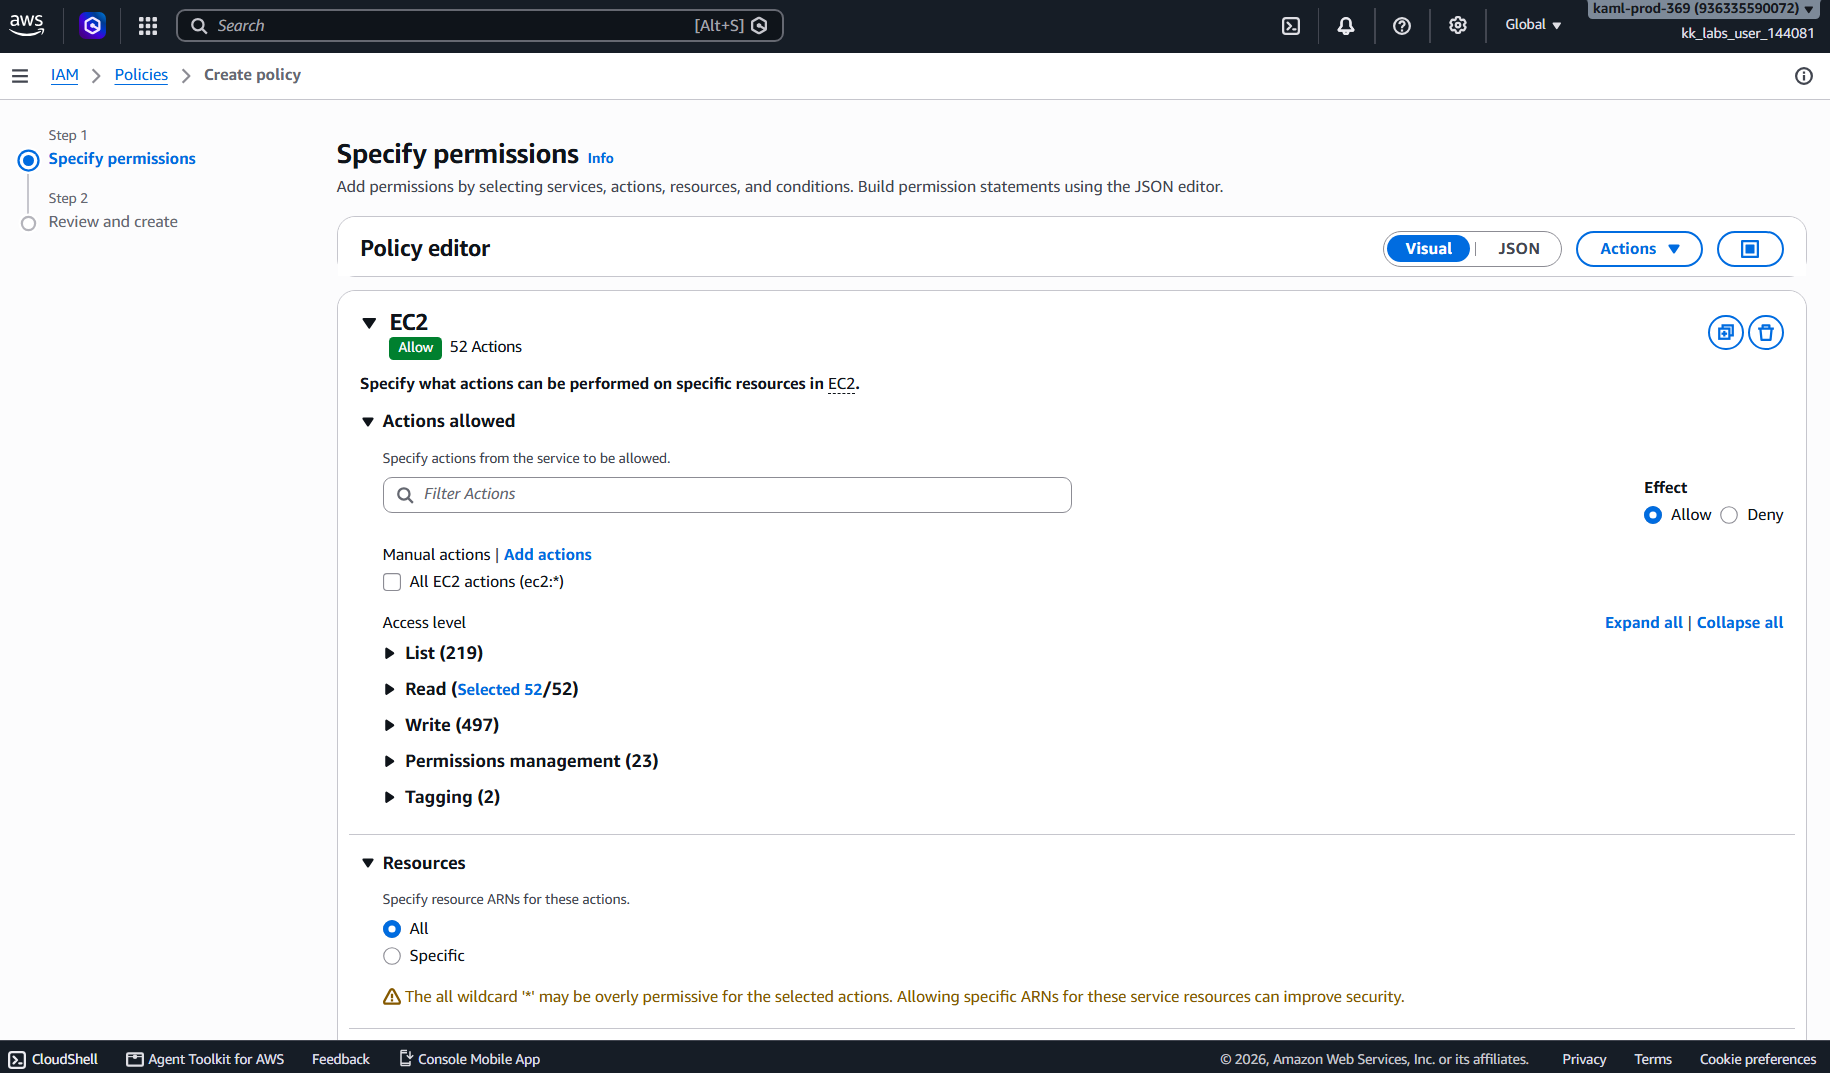 aws
Search
[Alt+S]
Global
kaml-prod-369 (936335590072)
kk_labs_user_144081
IAM
Policies
Create policy
Step 1
Specify permissions
Step 2
Review and create
Specify permissions Info
Add permissions by selecting services, actions, resources, and conditions. Build permission statements using the JSON editor.
Policy editor
Visual
JSON
Actions
EC2
Allow 52 Actions
Specify what actions can be performed on specific resources in EC2.
Actions allowed
Specify actions from the service to be allowed.
Filter Actions
Effect
Allow
Deny
Manual actions | Add actions
All EC2 actions (ec2:*)
Access level
Expand all | Collapse all
List (219)
Read (Selected 52/52)
Write (497)
Permissions management (23)
Tagging (2)
Resources
Specify resource ARNs for these actions.
All
Specific
The all wildcard '*' may be overly permissive for the selected actions. Allowing specific ARNs for these service resources can improve security.
CloudShell
Agent Toolkit for AWS
Feedback
Console Mobile App
© 2026, Amazon Web Services, Inc. or its affiliates.
Privacy
Terms
Cookie preferences